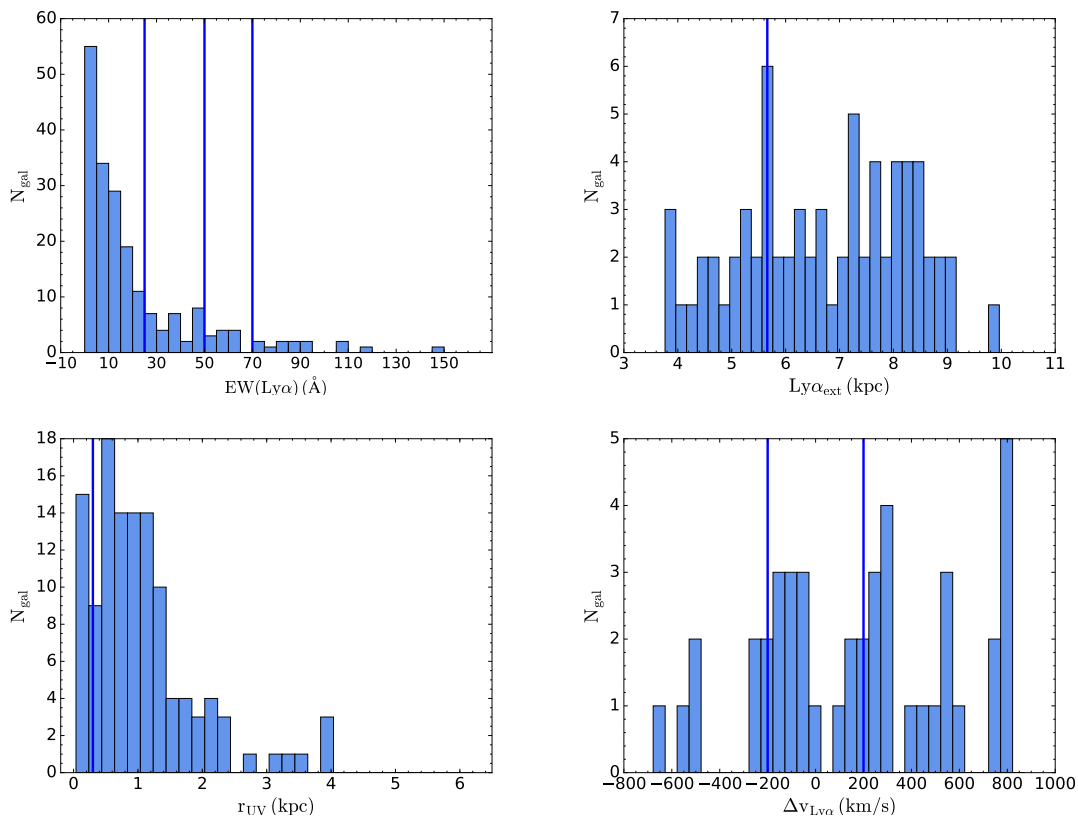 60
50
40
30
20
10
0
N_gal
−10 10 30 50 70 90 110 130 150
EW(Lyα) (Å)
7
6
5
4
3
2
1
0
N_gal
3 4 5 6 7 8 9 10 11
Lyα_ext (kpc)
18
16
14
12
10
8
6
4
2
0
N_gal
0 1 2 3 4 5 6
r_UV (kpc)
5
4
3
2
1
0
N_gal
−800 −600 −400 −200 0 200 400 600 800 1000
Δv_Lyα (km/s)